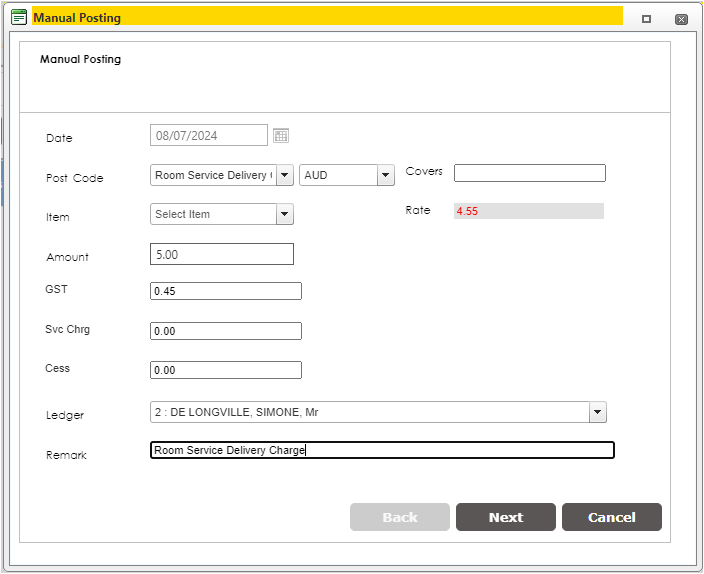 Manual Posting
Manual Posting
Date 08/07/2024
Post Code Room Service Delivery AUD Covers
Item Select Item Rate 4.55
Amount 5.00
GST 0.45
Svc Chrg 0.00
Cess 0.00
Ledger 2 : DE LONGVILLE, SIMONE, Mr
Remark Room Service Delivery Charge
Back Next Cancel